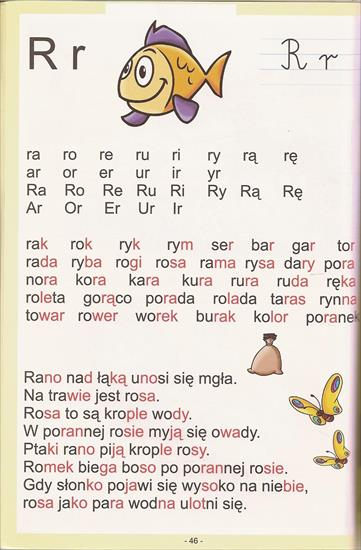 R r
R r
ra ro re ru ri ry rą rę
ar or er ur ir yr
Ra Ro Re Ru Ri Ry Rą Rę
Ar Or Er Ur Ir
rak rok ryk rym ser bar gar tor
rada ryba rogi rosa rama rysa dary pora
nora kora kara kura rura ruda ręka
roleta gorąco porada rolada taras rynna
towar rower worek burak kolor poranek
Rano nad łąką unosi się mgła.
Na trawie jest rosa.
Rosa to są krople wody.
W porannej rosie myją się owady.
Ptaki rano piją krople rosy.
Romek biega boso po porannej rosie.
Gdy słonko pojawi się wysoko na niebie,
rosa jako para wodna ulotni się.
- 46 -